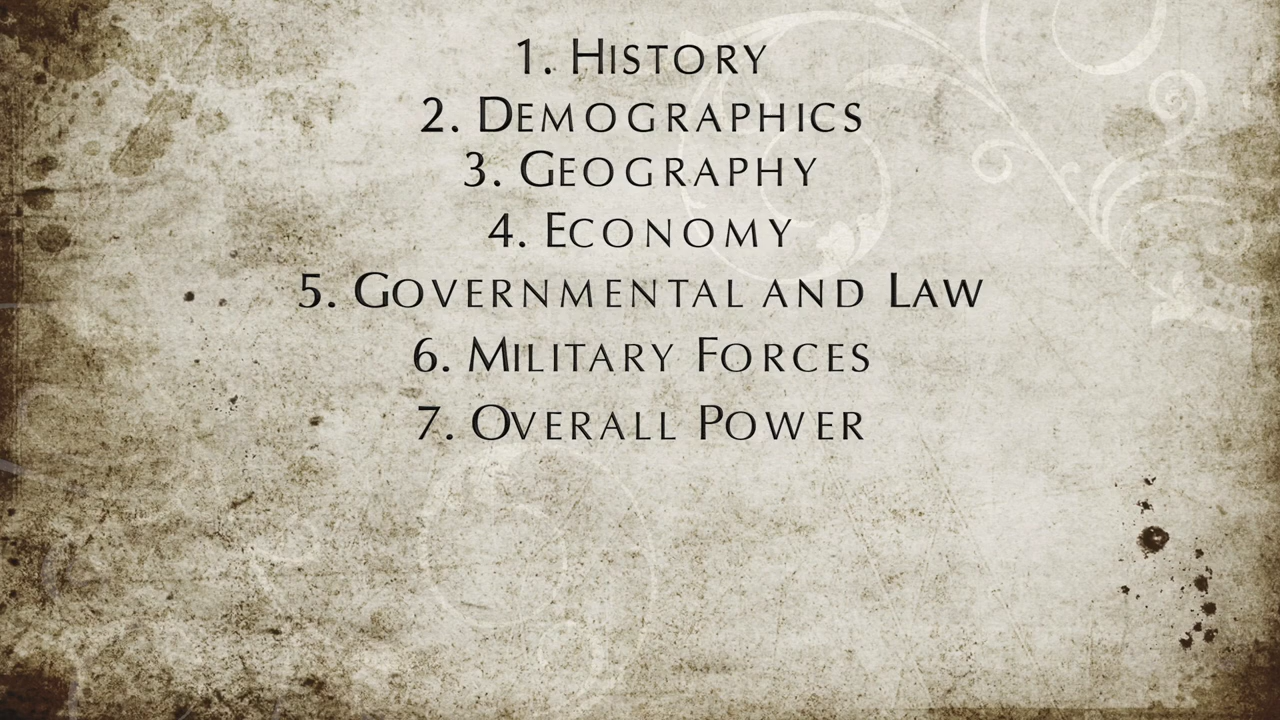 1. History
2. Demographics
3. Geography
4. Economy
5. Governmental and Law
6. Military Forces
7. Overall Power